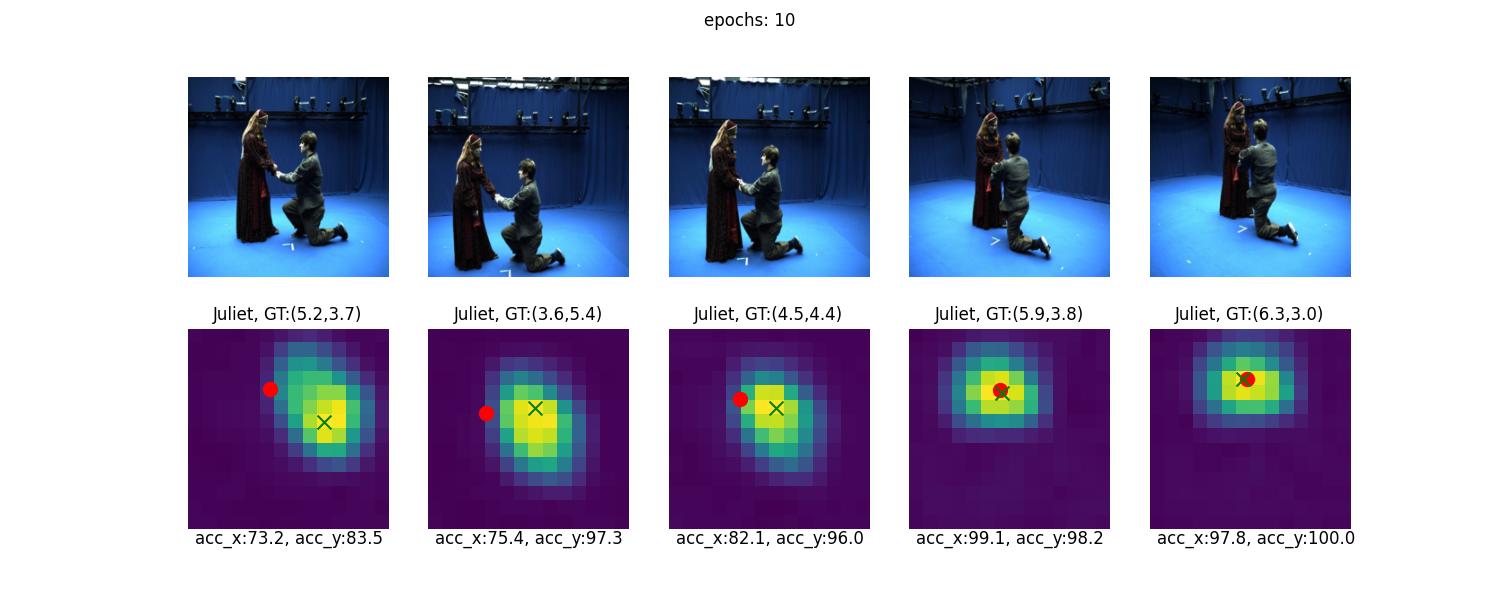 epochs: 10
Juliet, GT:(5.2,3.7)
Juliet, GT:(3.6,5.4)
Juliet, GT:(4.5,4.4)
Juliet, GT:(5.9,3.8)
Juliet, GT:(6.3,3.0)
acc_x:73.2, acc_y:83.5
acc_x:75.4, acc_y:97.3
acc_x:82.1, acc_y:96.0
acc_x:99.1, acc_y:98.2
acc_x:97.8, acc_y:100.0